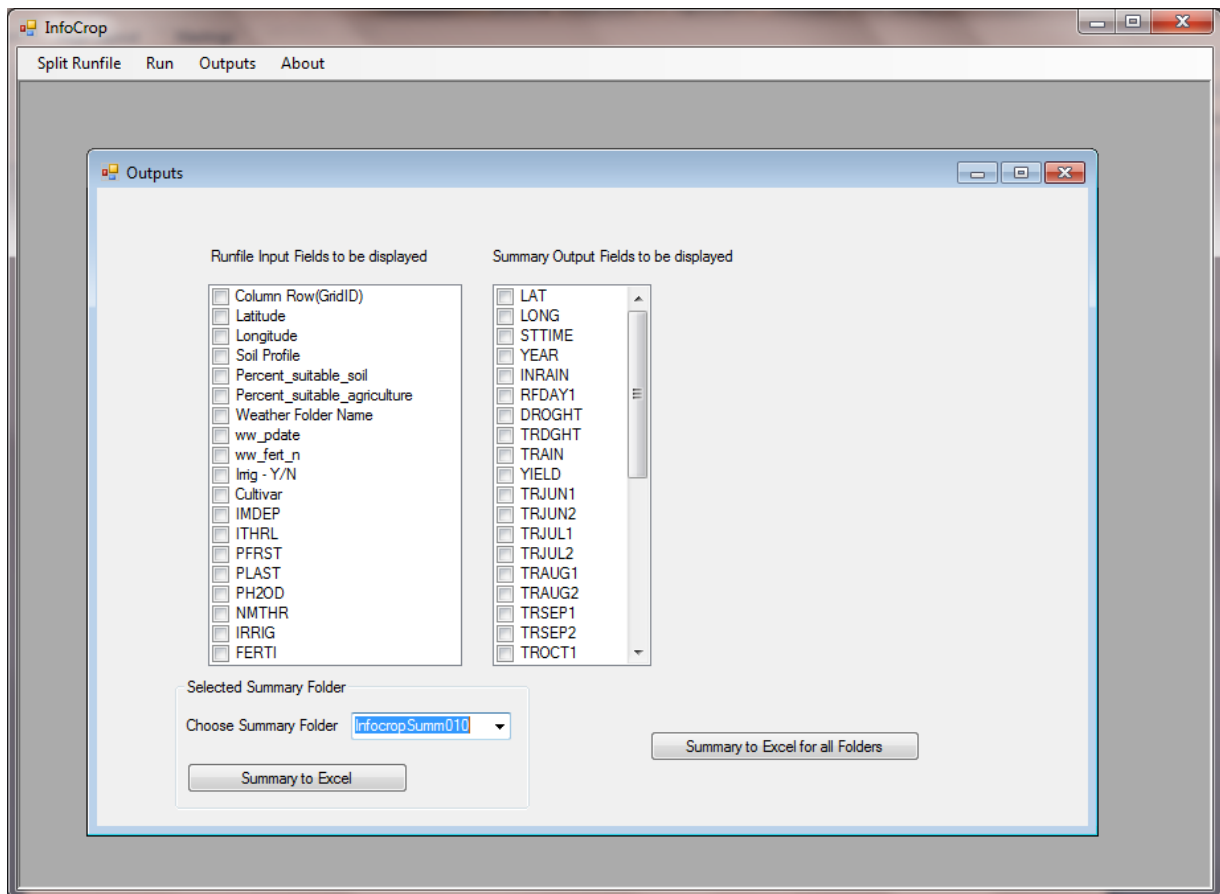 InfoCrop
Split Runfile Run Outputs About
Outputs
Runfile Input Fields to be displayed
Column Row(GridID)
Latitude
Longitude
Soil Profile
Percent_suitable_soil
Percent_suitable_agriculture
Weather Folder Name
ww_pdate
ww_fert_n
Irrig - Y/N
Cultivar
IMDEP
ITHRL
PFRST
PLAST
PH2OD
NMTHR
IRRIG
FERTI
Summary Output Fields to be displayed
LAT
LONG
STTIME
YEAR
INRAIN
RFDAY1
DROGHT
TRDGHT
TRAIN
YIELD
TRJUN1
TRJUN2
TRJUL1
TRJUL2
TRAUG1
TRAUG2
TRSEP1
TRSEP2
TROCT1
Selected Summary Folder
Choose Summary Folder InfocropSumm010
Summary to Excel
Summary to Excel for all Folders